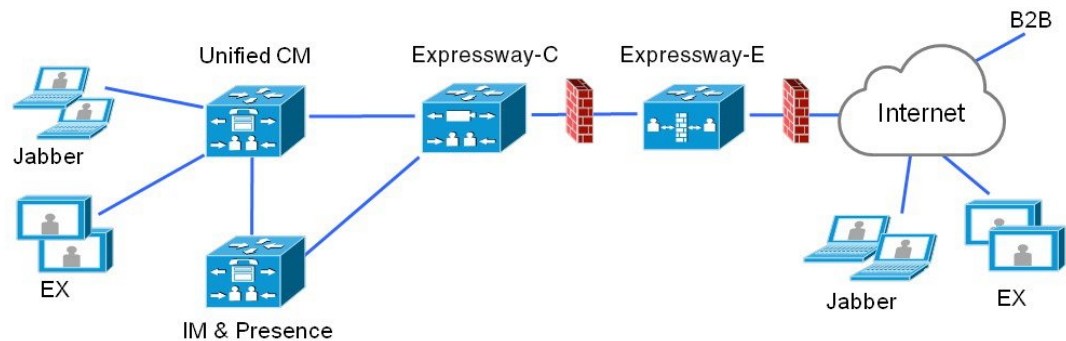 B2B
Unified CM
Expressway-C
Expressway-E
Internet
Jabber
EX
IM & Presence
Jabber
EX